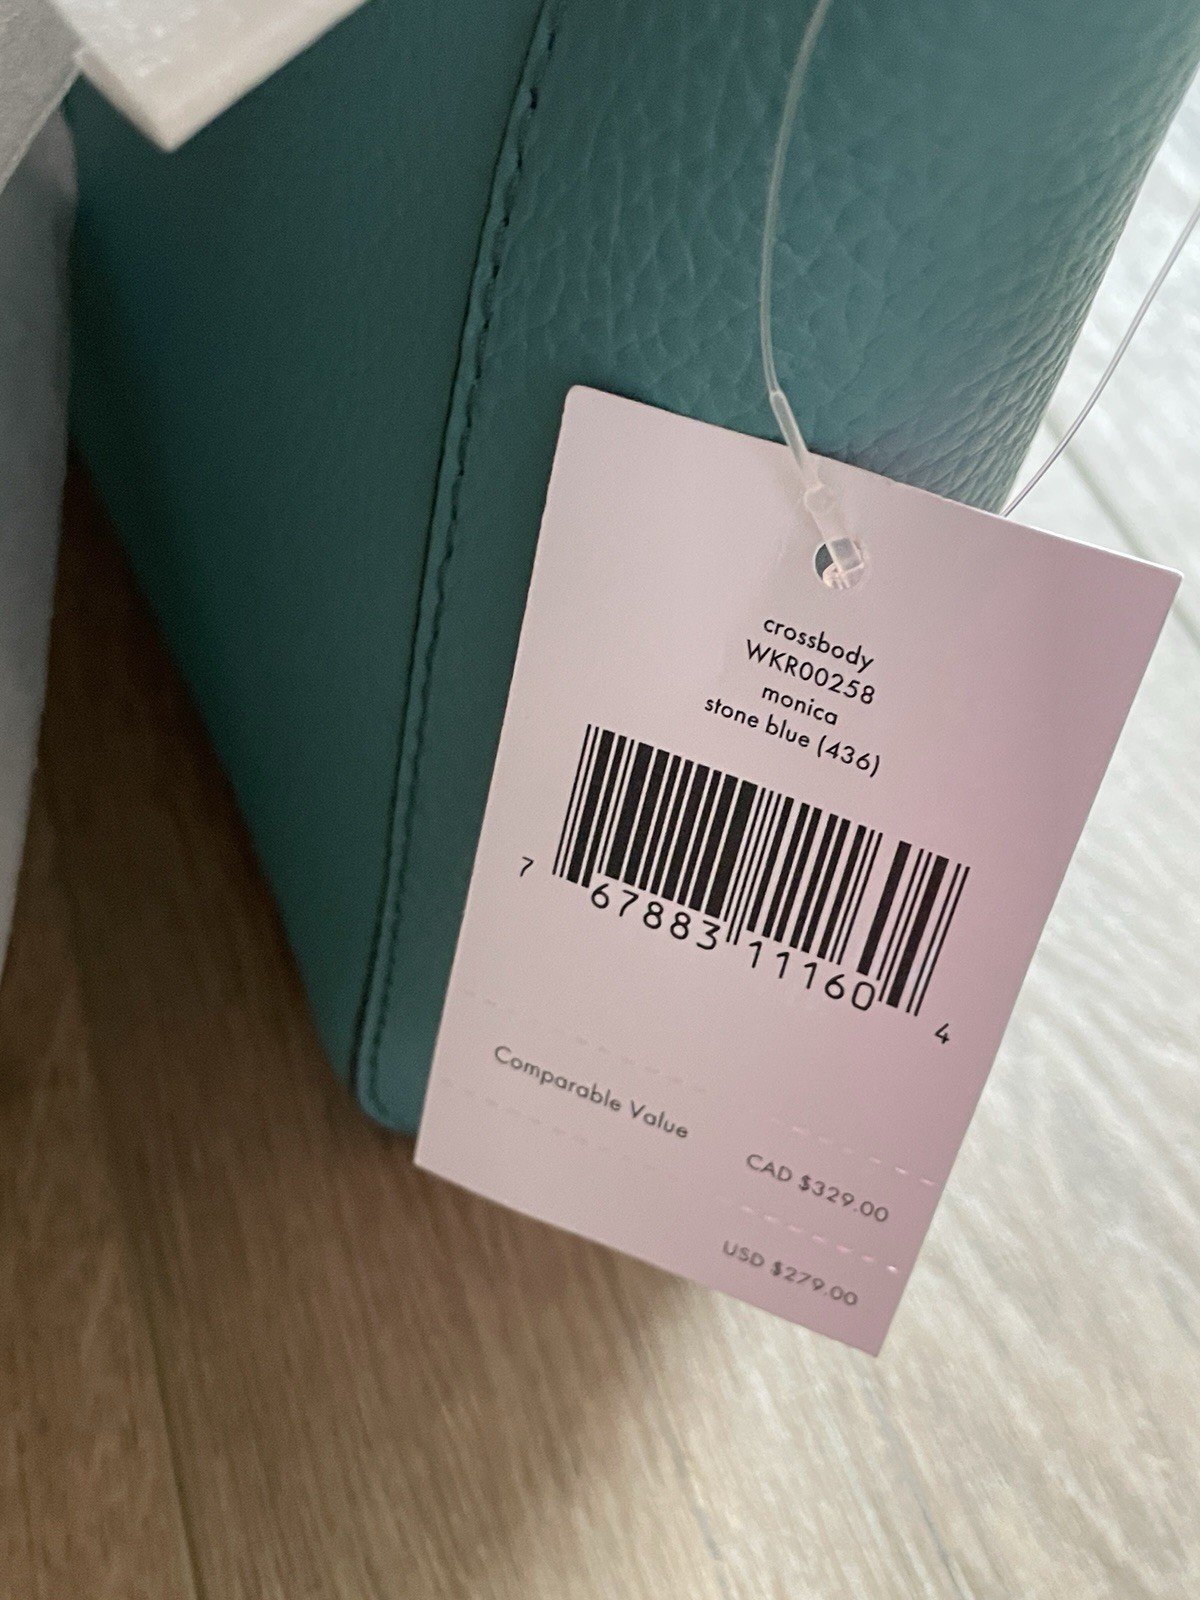 crossbody
WKR00258
monica
stone blue (436)
7 67883 11160 4
Comparable Value
CAD $329.00
USD $279.00